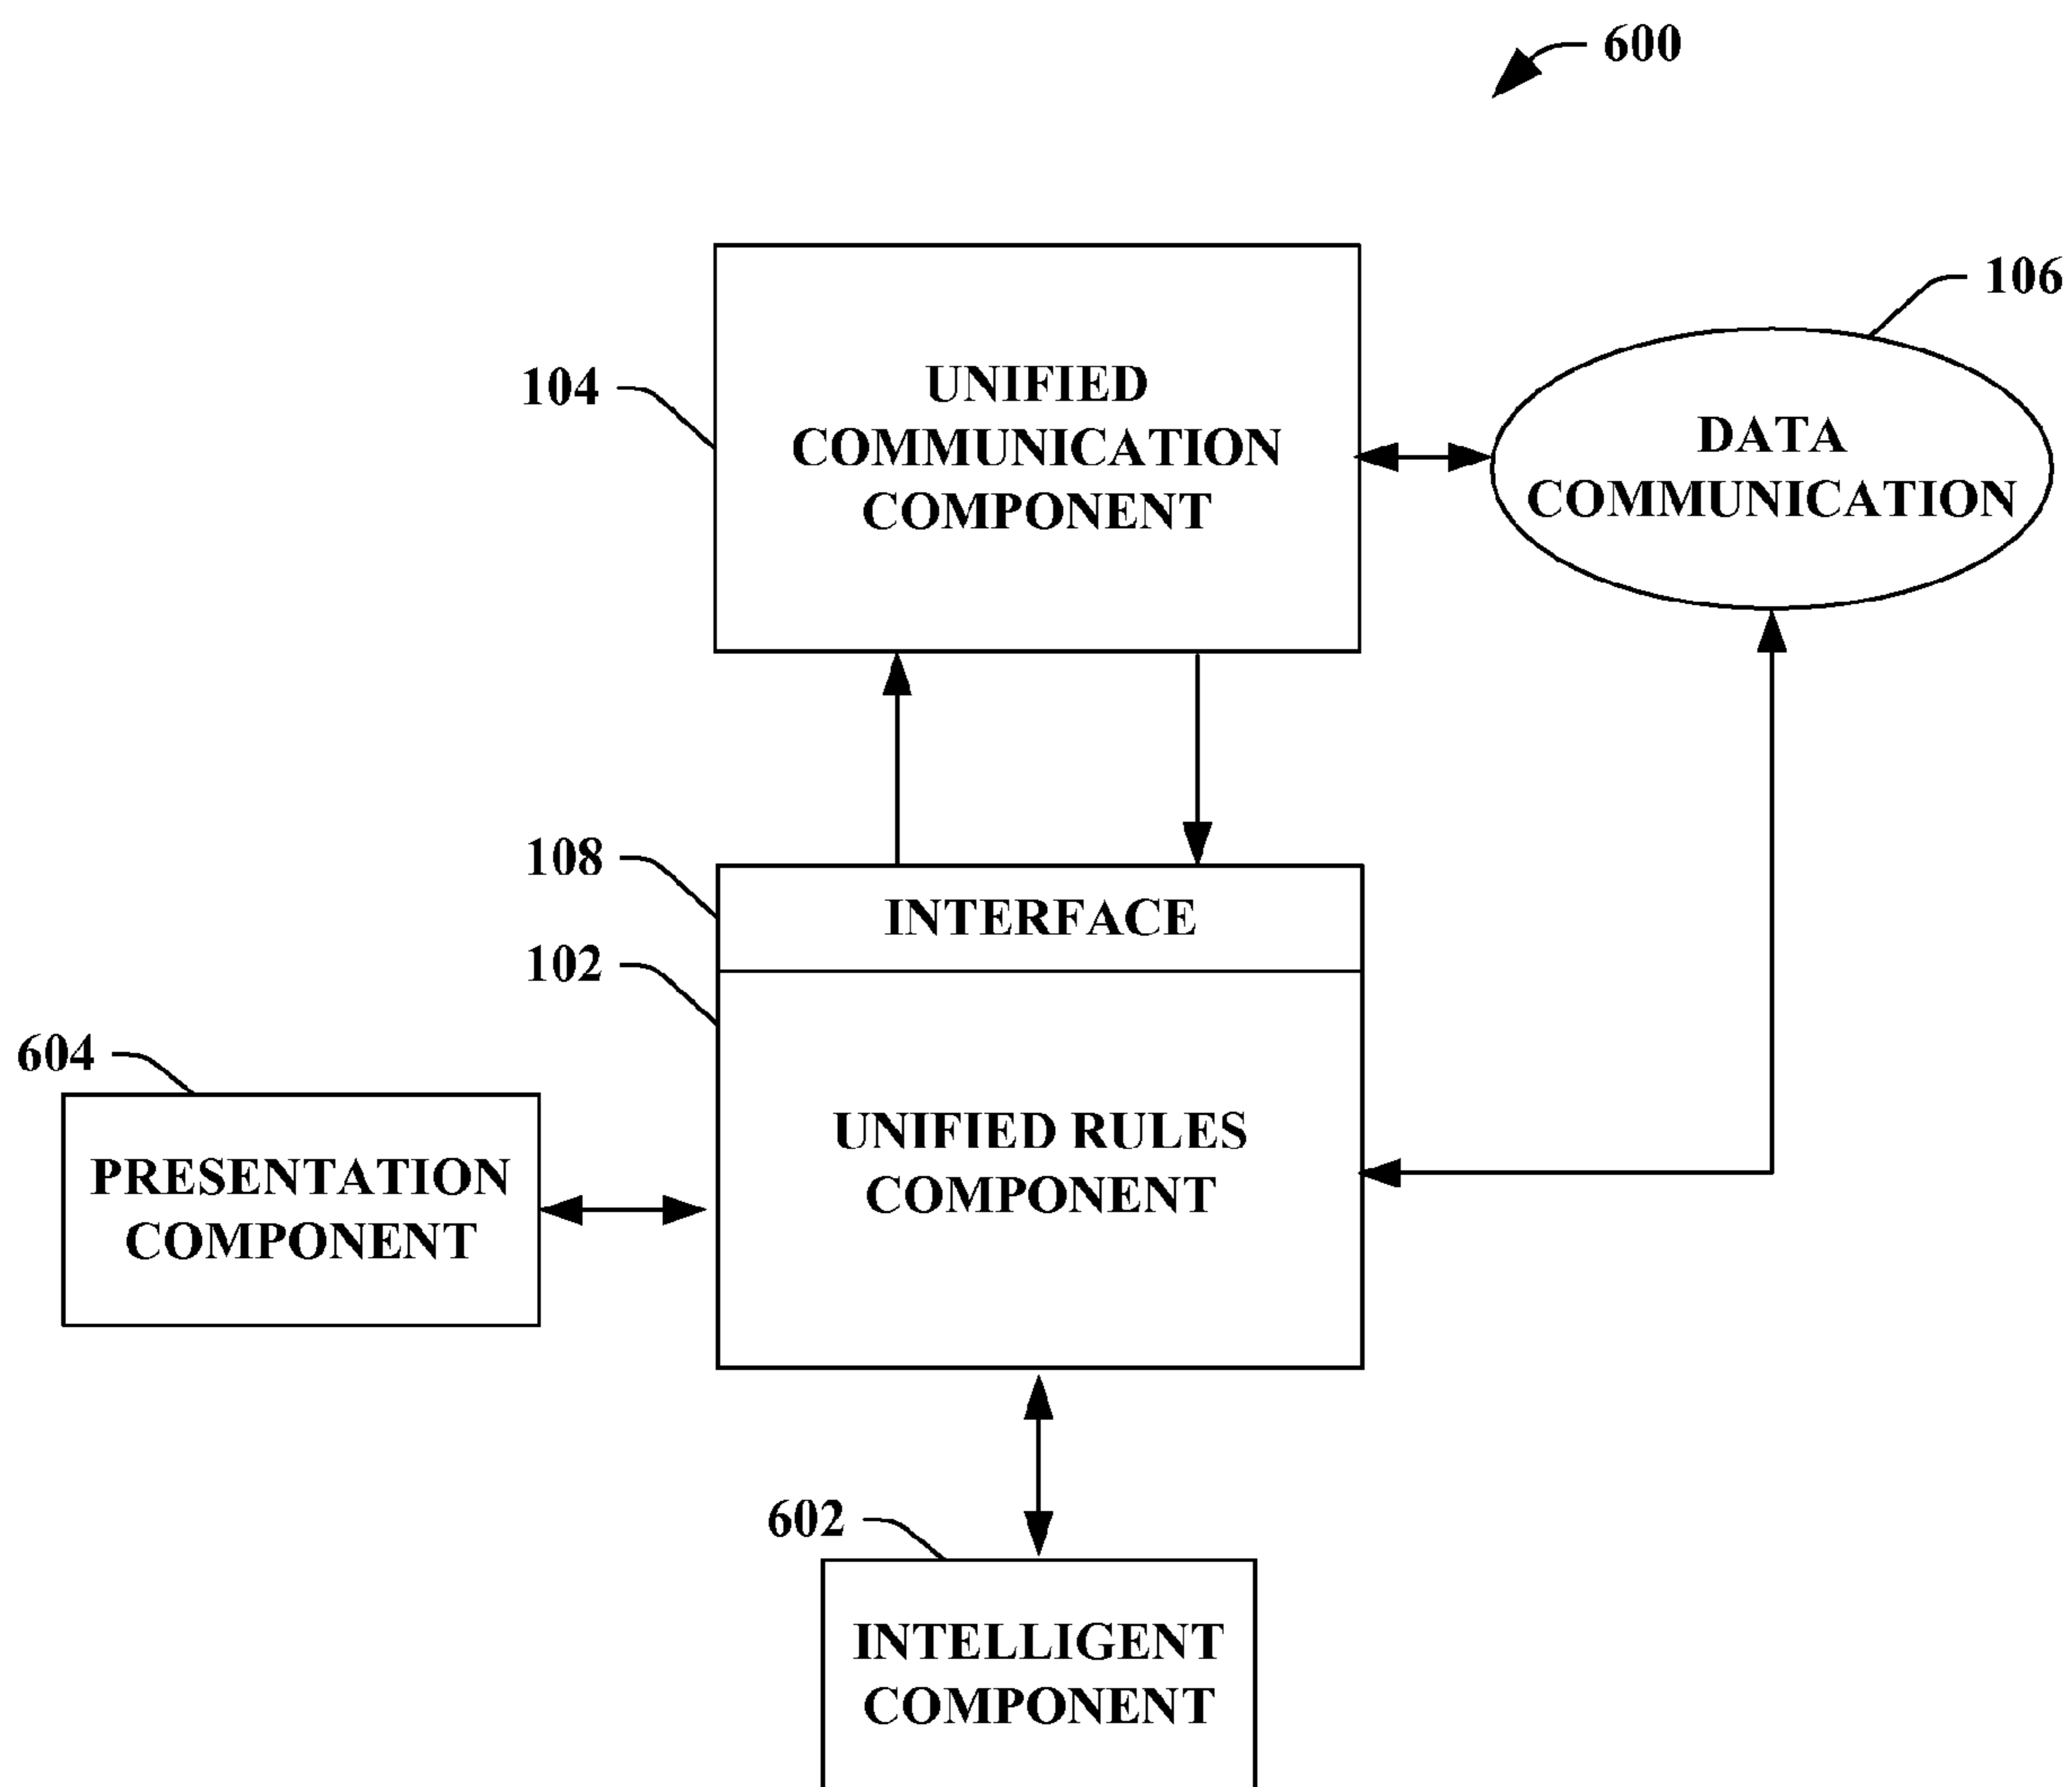 600
106
104
UNIFIED
COMMUNICATION
COMPONENT
DATA
COMMUNICATION
108
INTERFACE
102
604
UNIFIED RULES
COMPONENT
PRESENTATION
COMPONENT
602
INTELLIGENT
COMPONENT